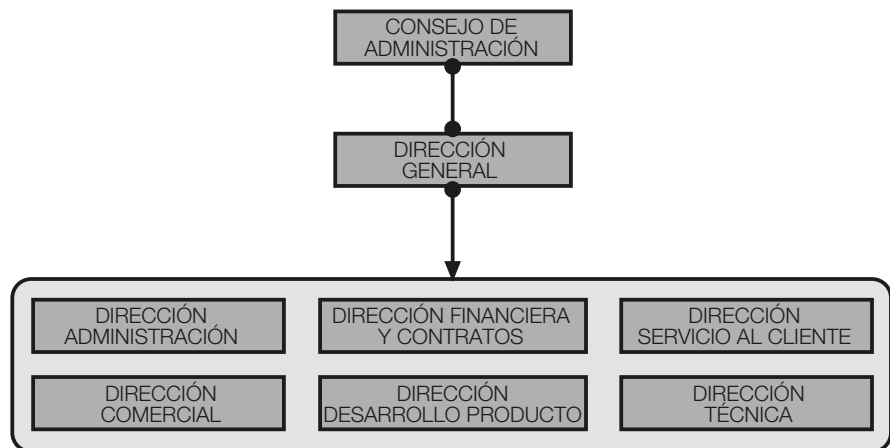 CONSEJO DE
ADMINISTRACIÓN
DIRECCIÓN
GENERAL
DIRECCIÓN
ADMINISTRACIÓN
DIRECCIÓN FINANCIERA
Y CONTRATOS
DIRECCIÓN
SERVICIO AL CLIENTE
DIRECCIÓN
COMERCIAL
DIRECCIÓN
DESARROLLO PRODUCTO
DIRECCIÓN
TÉCNICA